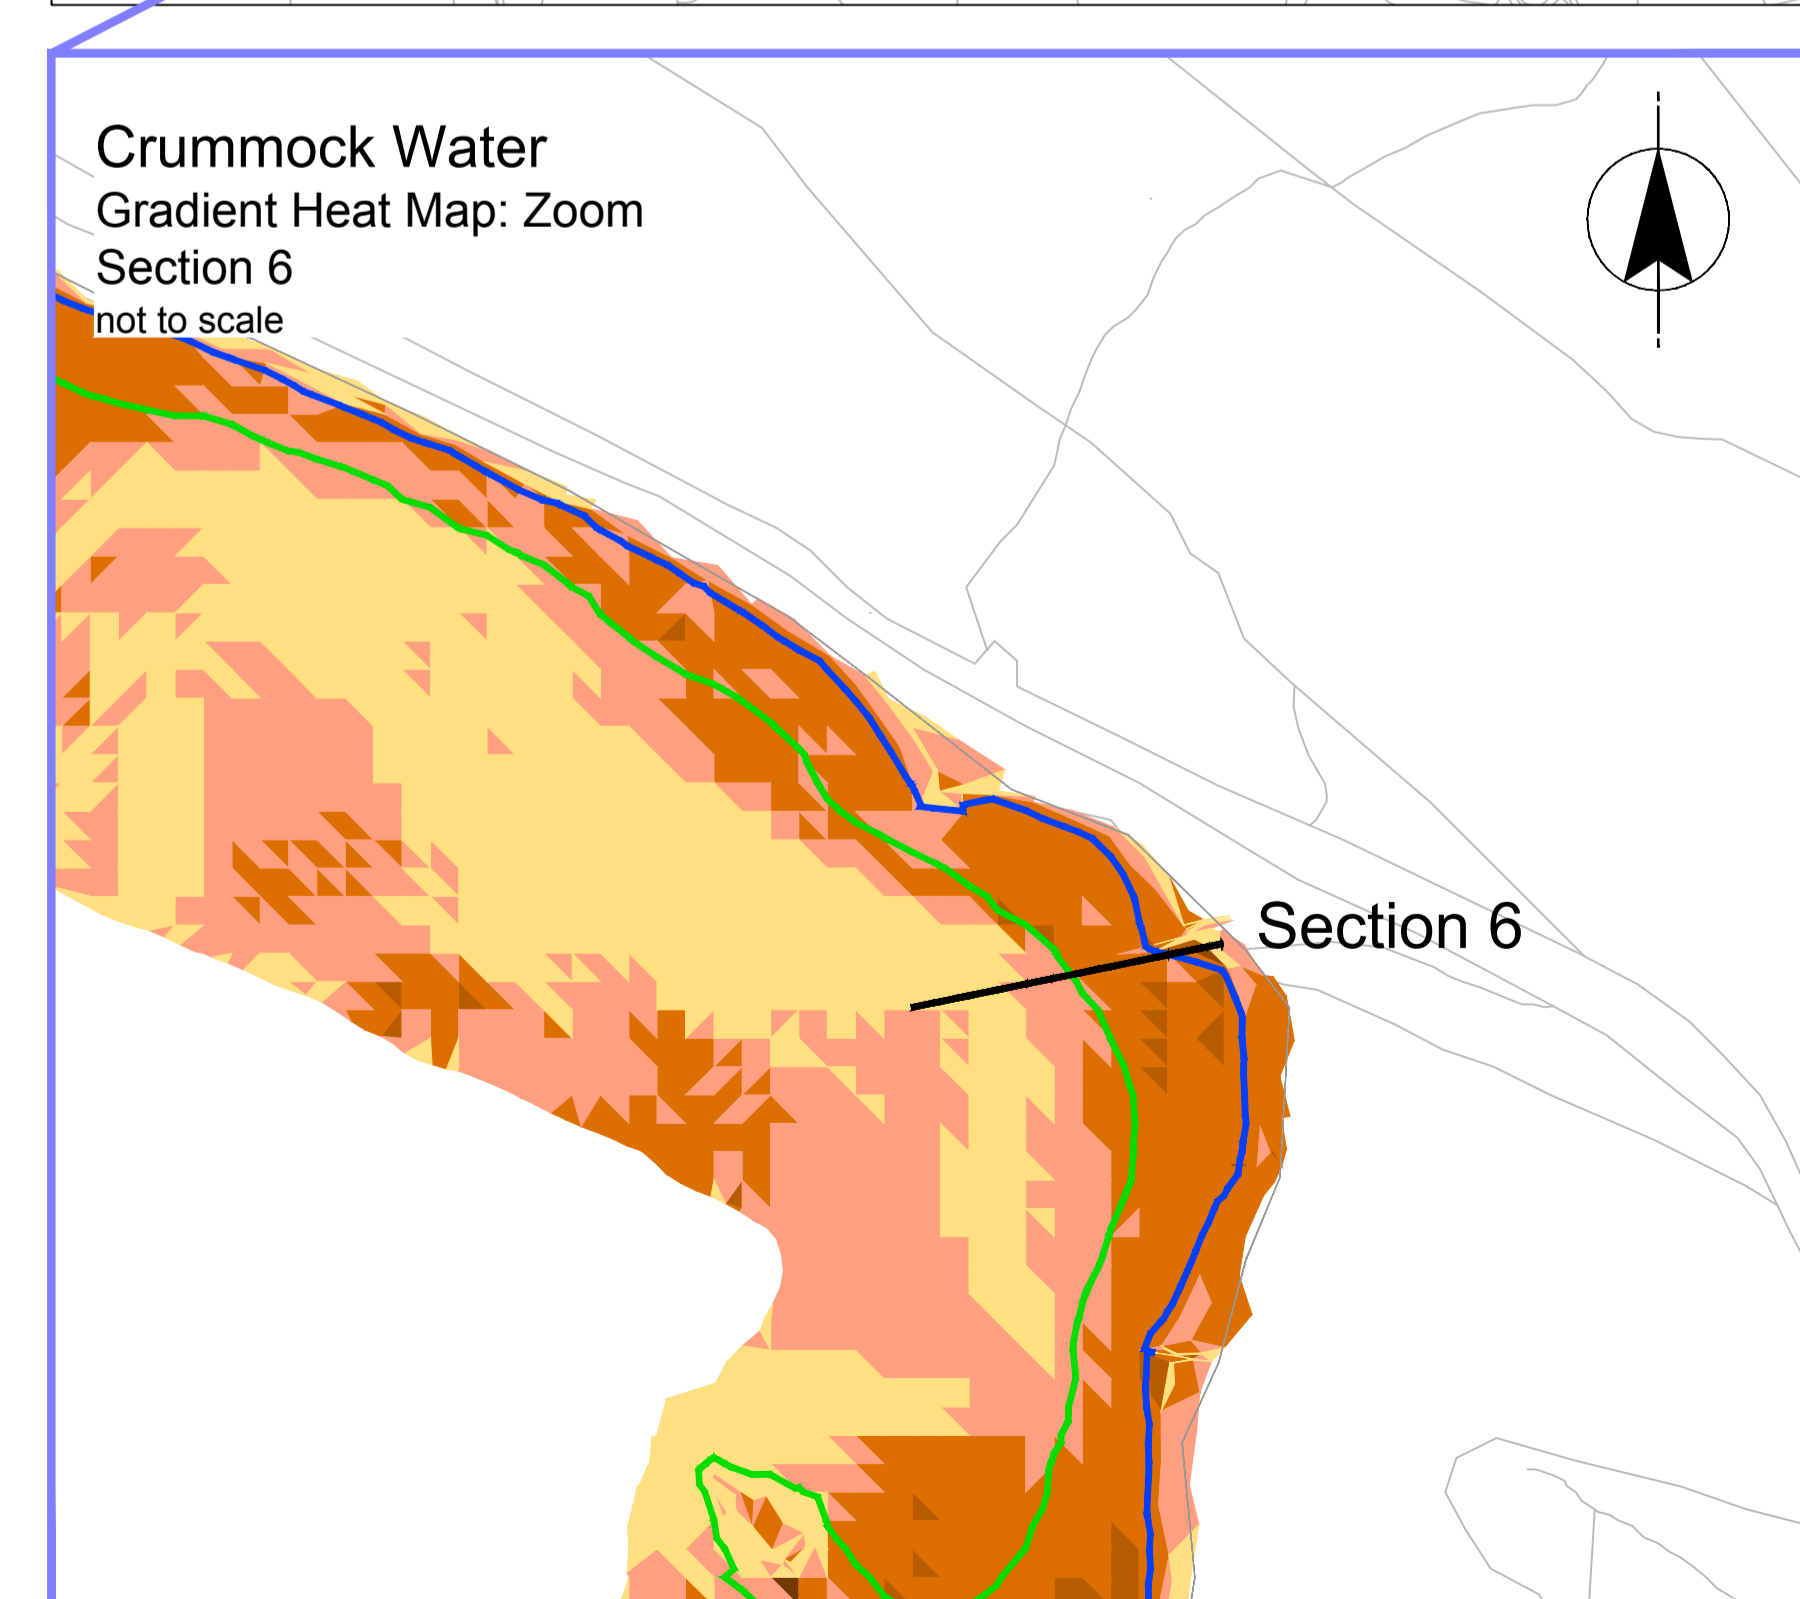 Crummock Water
Gradient Heat Map: Zoom
Section 6
not to scale
Section 6